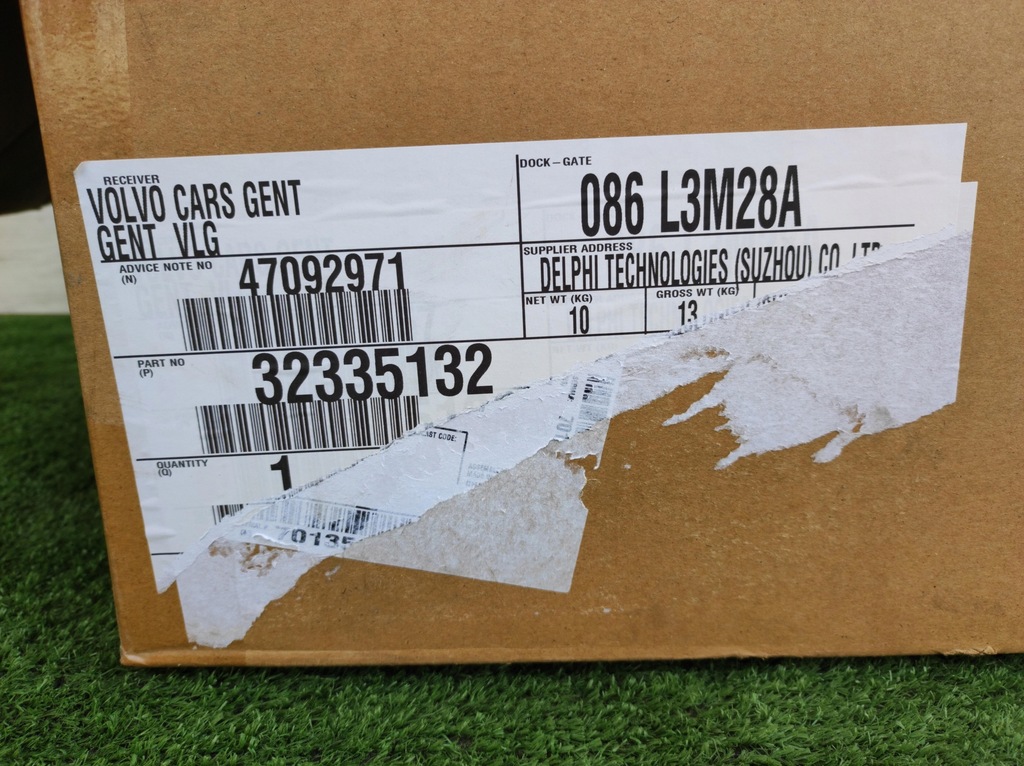 RECEIVER
VOLVO CARS GENT
GENT VLG
DOCK-GATE
086 L3M28A
ADVICE NOTE NO
(N)
47092971
SUPPLIER ADDRESS
DELPHI TECHNOLOGIES (SUZHOU) CO. LTD
NET WT (KG)
10
GROSS WT (KG)
13
PART NO
(P)
32335132
QUANTITY
(Q)
1
CODE: